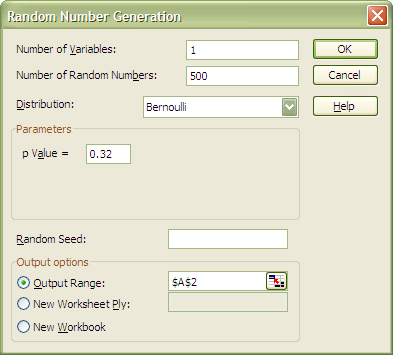 Random Number Generation
Number of Variables: 1 OK
Number of Random Numbers: 500 Cancel
Distribution: Bernoulli Help
Parameters
p Value = 0.32
Random Seed:
Output options
Output Range: $A$2
New Worksheet Ply:
New Workbook